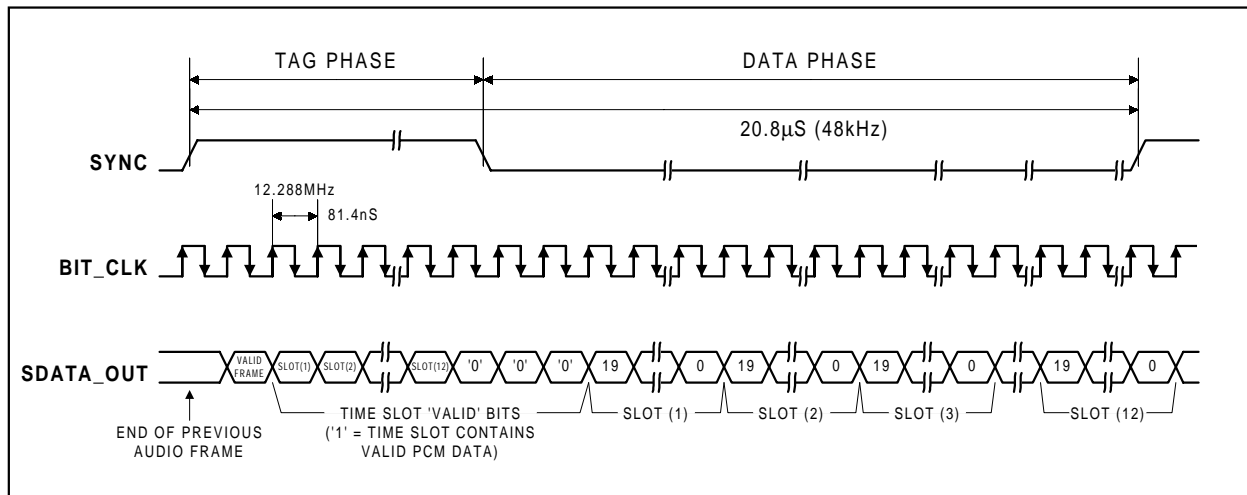 TAG PHASE
DATA PHASE
20.8µS (48kHz)
SYNC
12.288MHz
81.4nS
BIT_CLK
SDATA_OUT
VALID
FRAME
SLOT(1)
SLOT(2)
SLOT(12)
'0'
'0'
'0'
19
0
19
0
19
0
19
0
TIME SLOT 'VALID' BITS
('1' = TIME SLOT CONTAINS
VALID PCM DATA)
SLOT (1)
SLOT (2)
SLOT (3)
SLOT (12)
END OF PREVIOUS
AUDIO FRAME